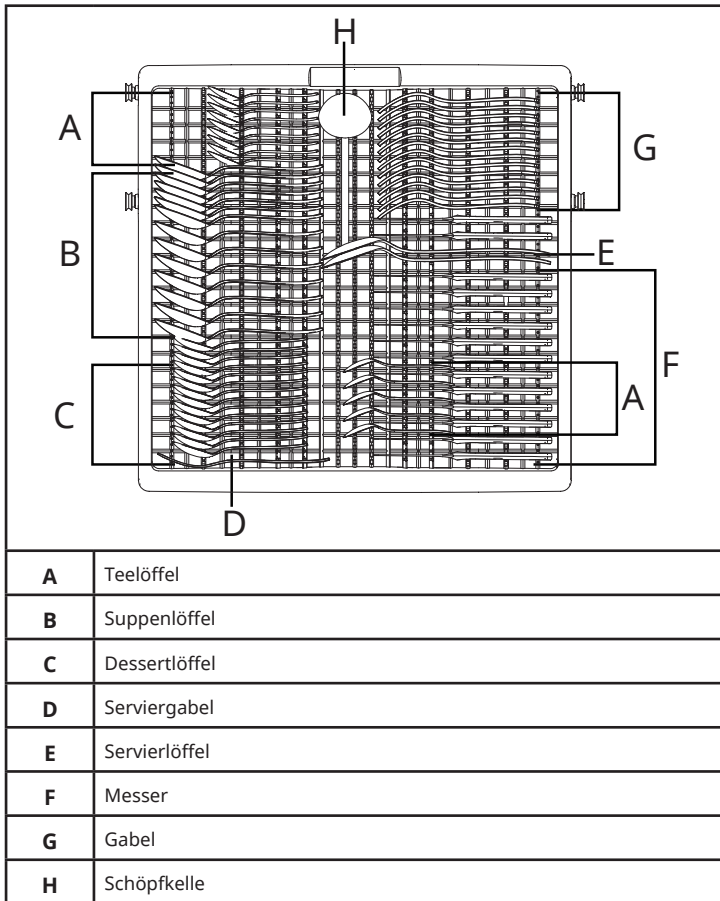 H
A
G
B
E
F
C
A
D
A Teelöffel
B Suppenlöffel
C Dessertlöffel
D Serviergabel
E Servierlöffel
F Messer
G Gabel
H Schöpfkelle